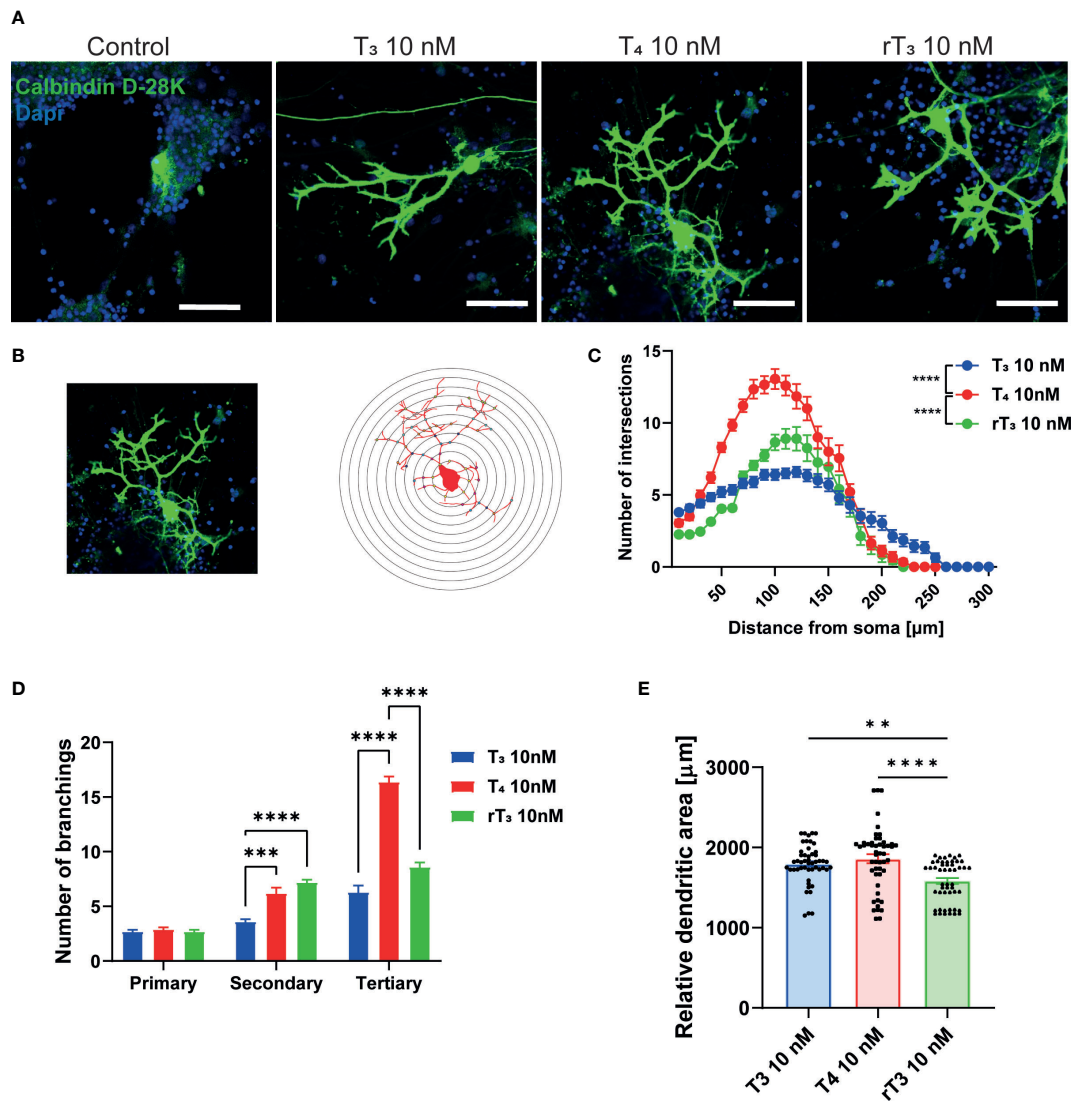 A
Control
T₃ 10 nM
T₄ 10 nM
rT₃ 10 nM
Calbindin D-28K
Dapr
B
C
Number of intersections
15
10
5
0
50
100
150
200
250
300
Distance from soma [µm]
****
****
T₃ 10 nM
T₄ 10nM
rT₃ 10 nM
D
Number of branchings
20
15
10
5
0
Primary
Secondary
Tertiary
****
***
****
****
T₃ 10nM
T₄ 10nM
rT₃ 10nM
E
Relative dendritic area [µm]
3000
2000
1000
0
**
****
T3 10 nM
T4 10 nM
rT3 10 nM